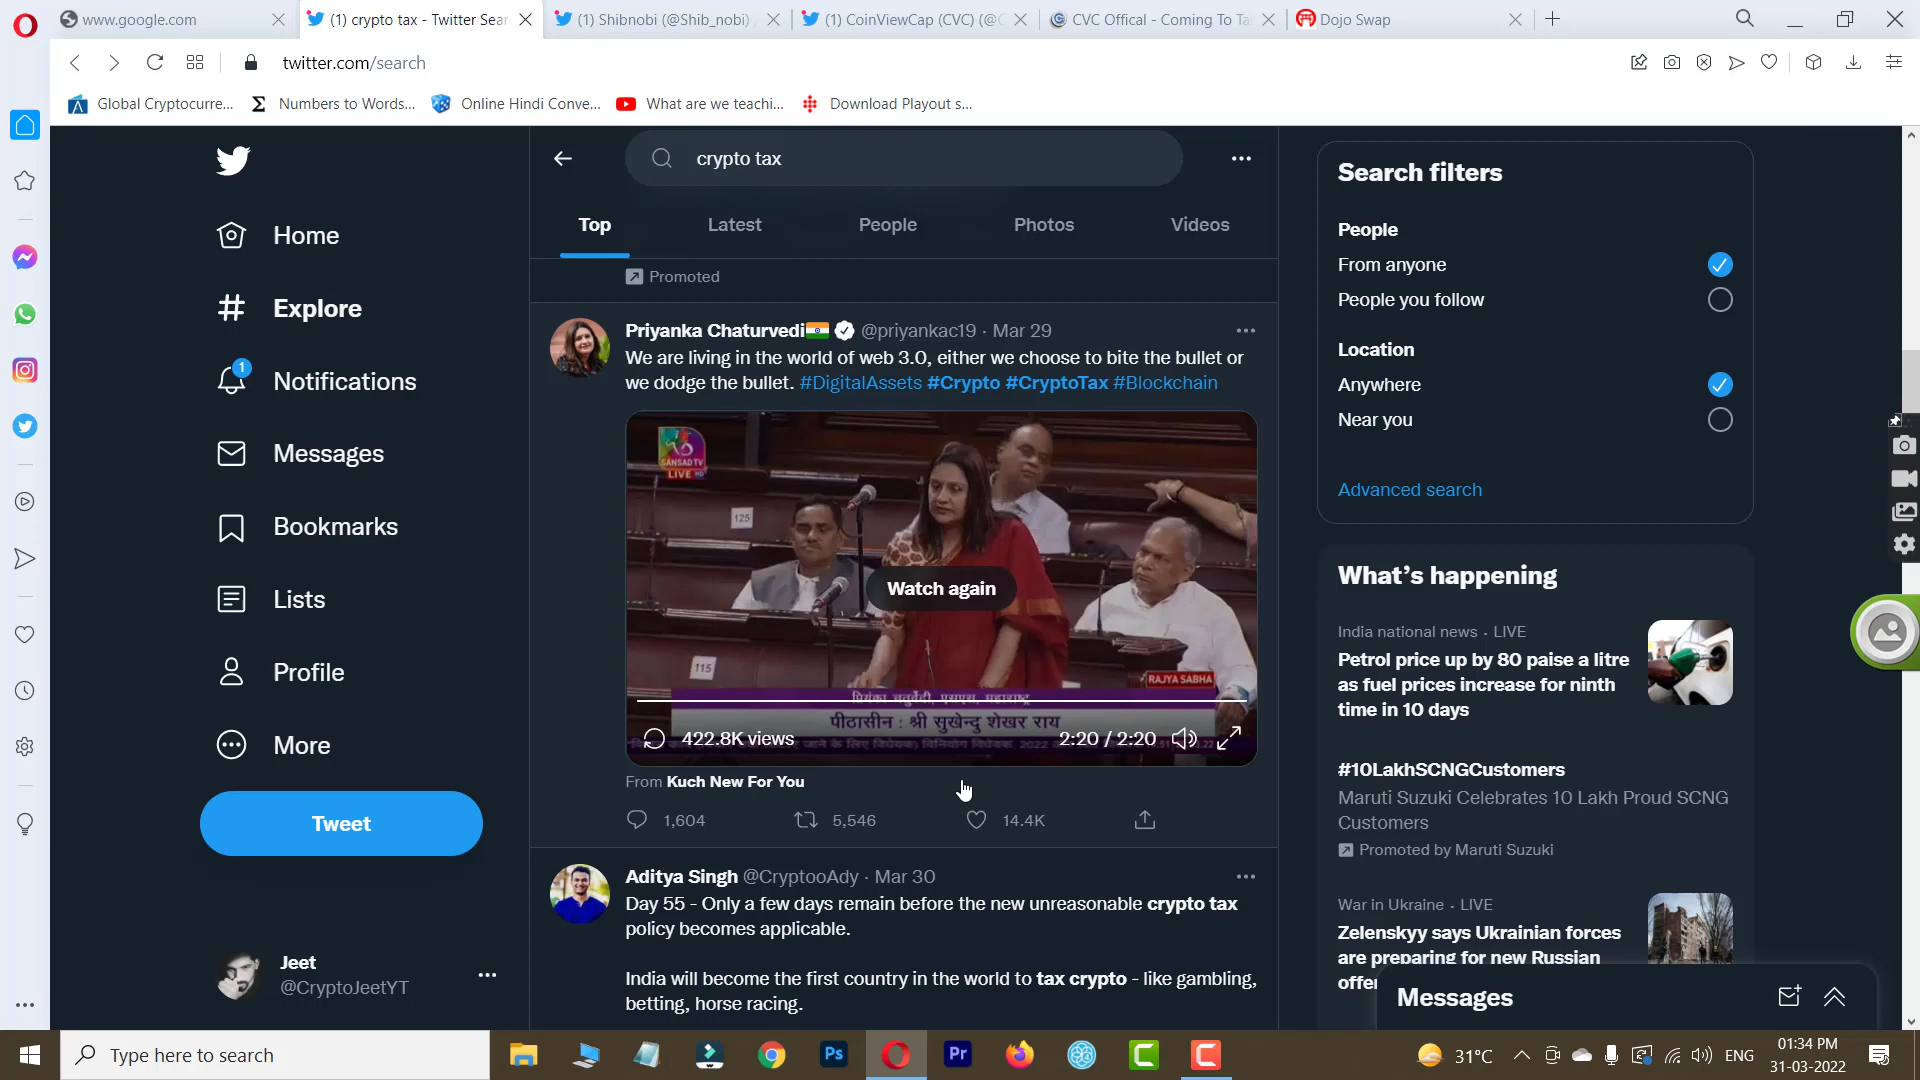 www.google.com
(1) crypto tax - Twitter Sear
(1) Shibnobi (@Shib_nobi)
(1) CoinViewCap (CVC) (@C
CVC Offical - Coming To Ta
Dojo Swap
twitter.com/search
Global Cryptocurre...
Numbers to Words...
Online Hindi Conve...
What are we teachi...
Download Playout s...
crypto tax
Top
Latest
People
Photos
Videos
Promoted
Home
Explore
1
Notifications
Messages
Bookmarks
Lists
Profile
More
Tweet
Jeet
@CryptoJeetYT
Priyanka Chaturvedi @priyankac19 · Mar 29
We are living in the world of web 3.0, either we choose to bite the bullet or
we dodge the bullet. #DigitalAssets #Crypto #CryptoTax #Blockchain
SANSAD TV
LIVE HD
125
115
Watch again
RAJYA SABHA
प्रियंका चतुर्वेदी, एसएस, महाराष्ट्र
पीठासीन : श्री सुखेन्दु शेखर राय
422.8K views
2:20 / 2:20
From Kuch New For You
1,604
5,546
14.4K
Aditya Singh @CryptooAdy · Mar 30
Day 55 - Only a few days remain before the new unreasonable crypto tax
policy becomes applicable.
India will become the first country in the world to tax crypto - like gambling,
betting, horse racing.
Search filters
People
From anyone
People you follow
Location
Anywhere
Near you
Advanced search
What's happening
India national news · LIVE
Petrol price up by 80 paise a litre
as fuel prices increase for ninth
time in 10 days
#10LakhSCNGCustomers
Maruti Suzuki Celebrates 10 Lakh Proud SCNG
Customers
Promoted by Maruti Suzuki
War in Ukraine · LIVE
Zelenskyy says Ukrainian forces
are preparing for new Russian
Messages
Type here to search
Ps
Pr
31°C
ENG
01:34 PM
31-03-2022